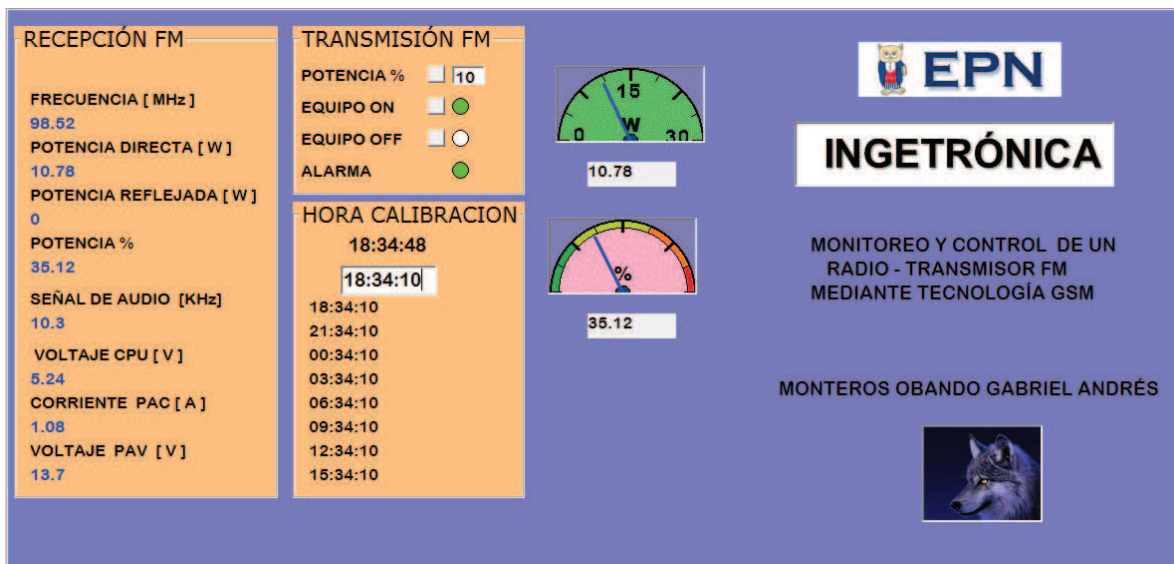 RECEPCIÓN FM
FRECUENCIA [ MHz ]
98.52
POTENCIA DIRECTA [ W ]
10.78
POTENCIA REFLEJADA [ W ]
0
POTENCIA %
35.12
SEÑAL DE AUDIO [KHz]
10.3
VOLTAJE CPU [ V ]
5.24
CORRIENTE PAC [ A ]
1.08
VOLTAJE PAV [ V ]
13.7
TRANSMISIÓN FM
POTENCIA % 10
EQUIPO ON
EQUIPO OFF
ALARMA
HORA CALIBRACION
18:34:48
18:34:10
18:34:10
21:34:10
00:34:10
03:34:10
06:34:10
09:34:10
12:34:10
15:34:10
15
0 W 30
10.78
%
35.12
EPN
INGETRÓNICA
MONITOREO Y CONTROL DE UN
RADIO - TRANSMISOR FM
MEDIANTE TECNOLOGÍA GSM
MONTEROS OBANDO GABRIEL ANDRÉS